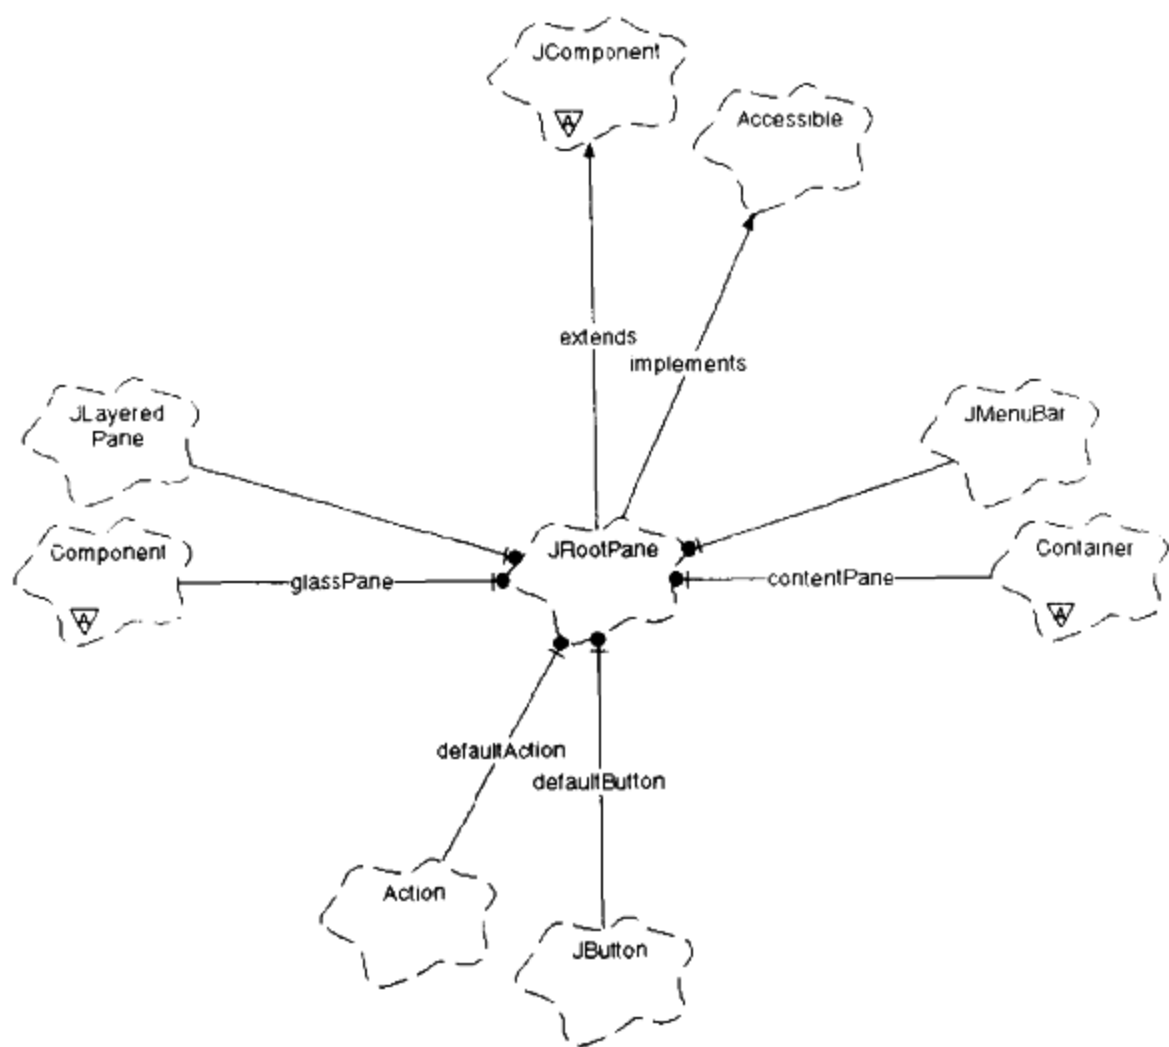 JComponent
A
Accessible
extends
implements
JLayered
Pane
JMenuBar
Component
A
glassPane
JRootPane
contentPane
Container
A
defaultAction
defaultButton
Action
JButton